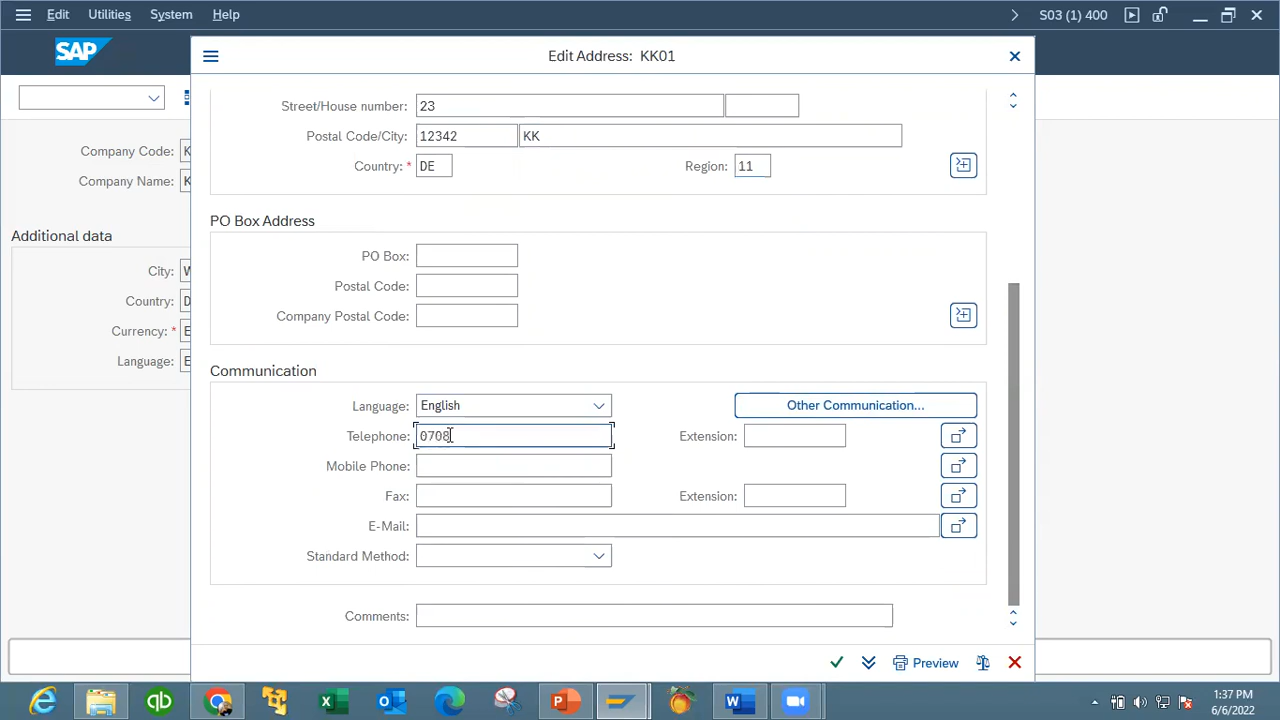 Edit Utilities System Help S03 (1) 400
SAP
Edit Address: KK01
Street/House number: 23
Postal Code/City: 12342 KK
Country: * DE Region: 11
Company Code: K
Company Name: K
Additional data
City: W
Country: D
Currency: * E
Language: E
PO Box Address
PO Box:
Postal Code:
Company Postal Code:
Communication
Language: English Other Communication...
Telephone: 0708 Extension:
Mobile Phone:
Fax: Extension:
E-Mail:
Standard Method:
Comments:
Preview
1:37 PM
6/6/2022